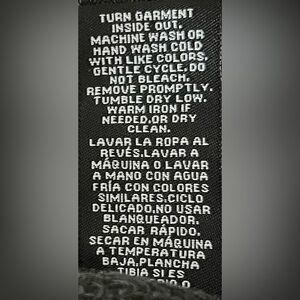 TURN GARMENT
INSIDE OUT.
MACHINE WASH OR
HAND WASH COLD
WITH LIKE COLORS,
GENTLE CYCLE,DO
NOT BLEACH.
REMOVE PROMPTLY.
TUMBLE DRY LOW.
WARM IRON IF
NEEDED,OR DRY
CLEAN.
LAVAR LA ROPA AL
REVÉS.LAVAR A
MÁQUINA O LAVAR
A MANO CON AGUA
FRÍA CON COLORES
SIMILARES,CICLO
DELICADO,NO USAR
BLANQUEADOR.
SACAR RÁPIDO.
SECAR EN MÁQUINA
A TEMPERATURA
BAJA,PLANCHA
TIBIA SI ES